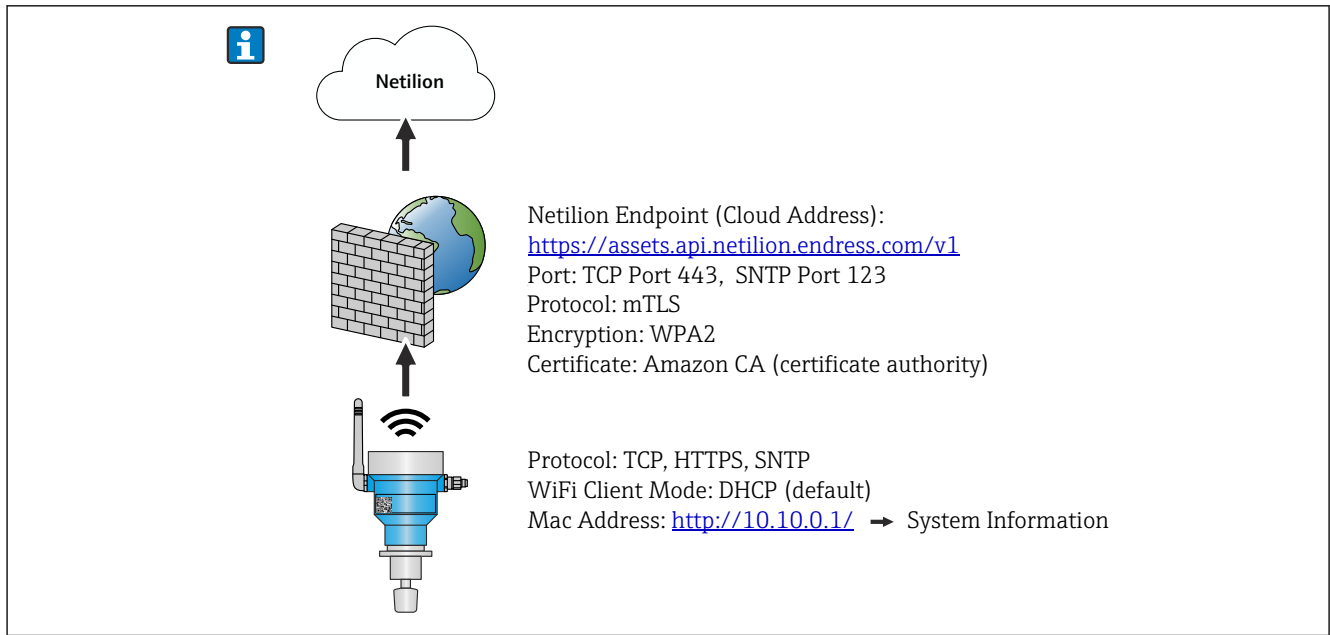 Netilion
Netilion Endpoint (Cloud Address):
https://assets.api.netilion.endress.com/v1
Port: TCP Port 443, SNTP Port 123
Protocol: mTLS
Encryption: WPA2
Certificate: Amazon CA (certificate authority)
Protocol: TCP, HTTPS, SNTP
WiFi Client Mode: DHCP (default)
Mac Address: http://10.10.0.1/ → System Information